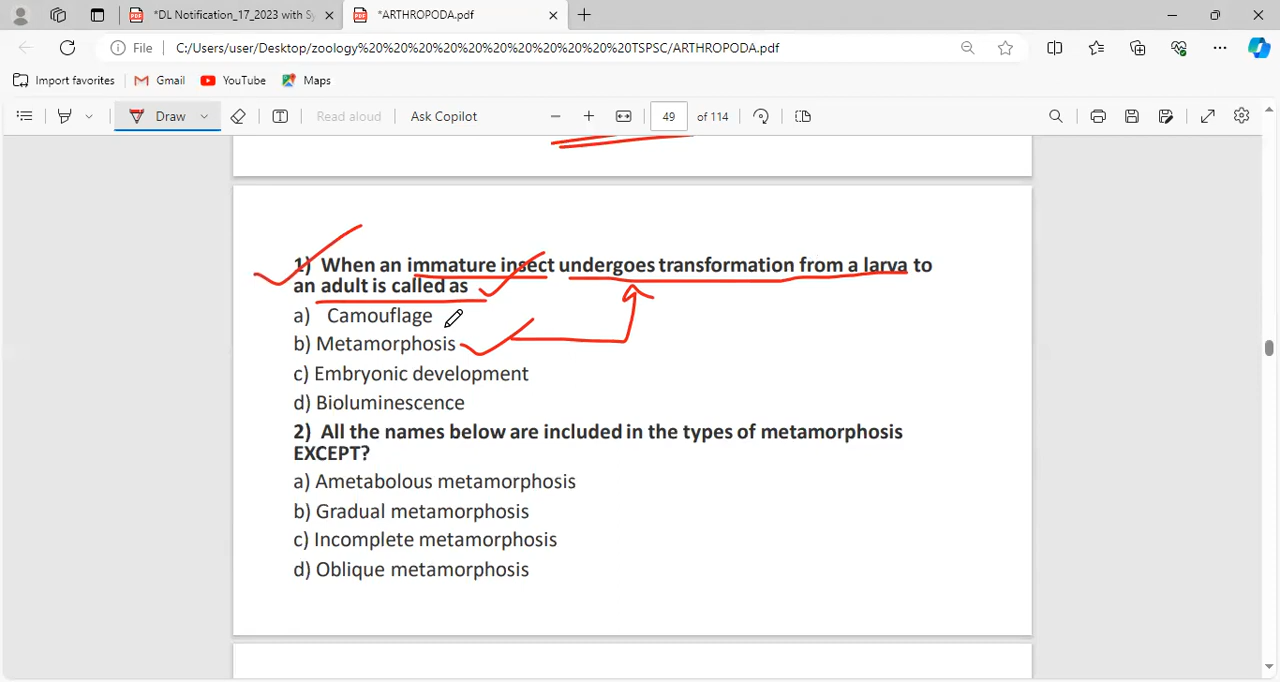 *DL Notification_17_2023 with Sy
*ARTHROPODA.pdf
File
C:/Users/user/Desktop/zoology%20%20%20%20%20%20%20%20%20%20TSPSC/ARTHROPODA.pdf
Import favorites
Gmail
YouTube
Maps
Draw
Read aloud
Ask Copilot
49 of 114
1) When an immature insect undergoes transformation from a larva to
an adult is called as
a) Camouflage
b) Metamorphosis
c) Embryonic development
d) Bioluminescence
2) All the names below are included in the types of metamorphosis
EXCEPT?
a) Ametabolous metamorphosis
b) Gradual metamorphosis
c) Incomplete metamorphosis
d) Oblique metamorphosis